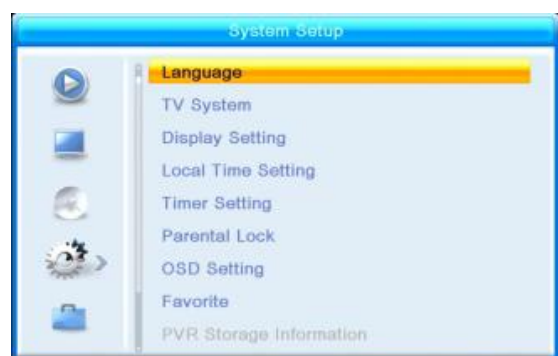 System Setup
Language
TV System
Display Setting
Local Time Setting
Timer Setting
Parental Lock
OSD Setting
Favorite
PVR Storage Information